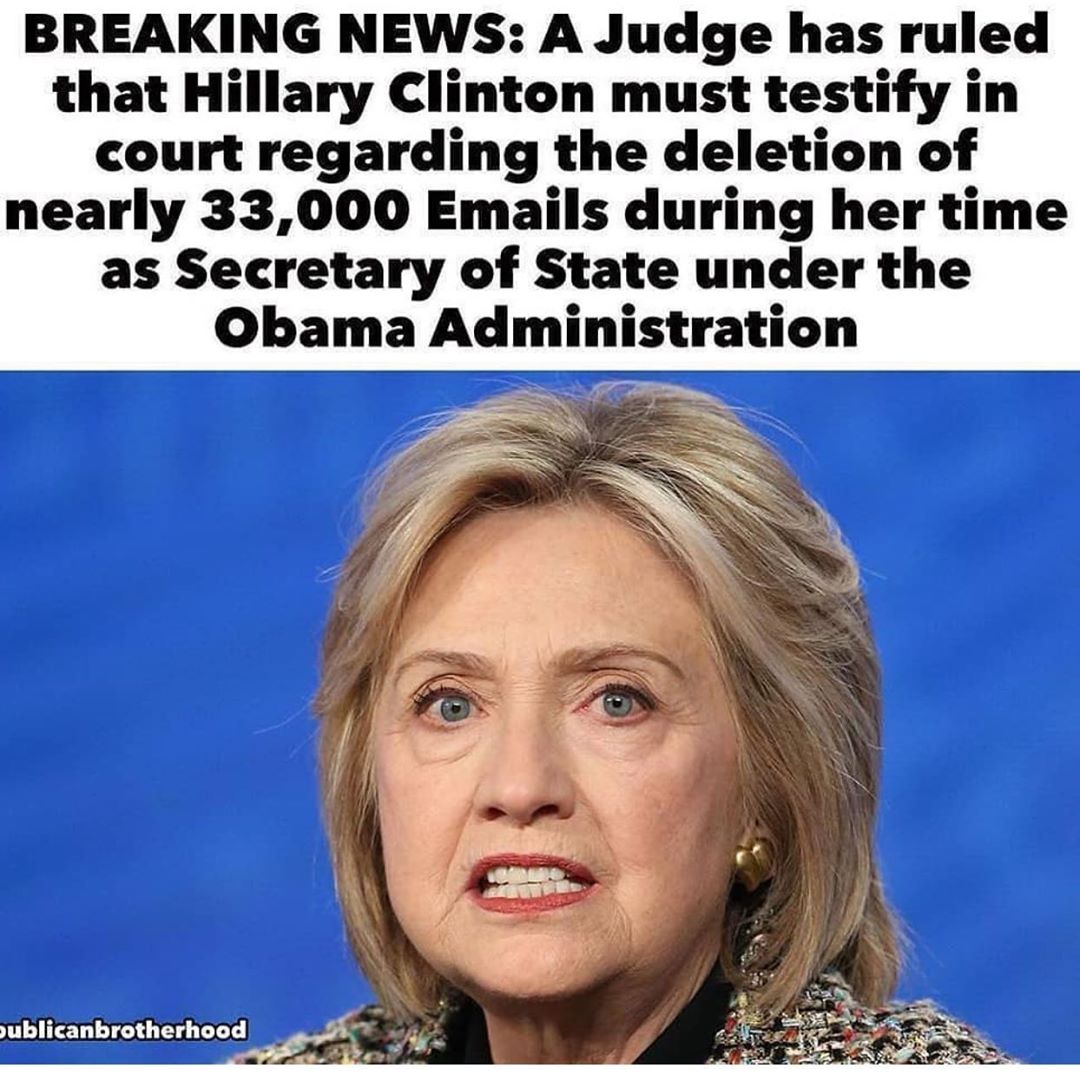 BREAKING NEWS: A Judge has ruled
that Hillary Clinton must testify in
court regarding the deletion of
nearly 33,000 Emails during her time
as Secretary of State under the
Obama Administration
publicanbrotherhood